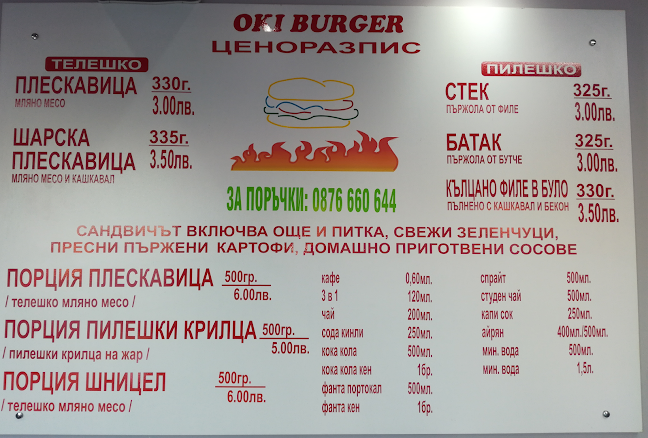 OKI BURGER
ЦЕНОРАЗПИС
ТЕЛЕШКО
ПЛЕСКАВИЦА 330г.
МЛЯНО МЕСО 3.00лв.
ШАРСКА 335г.
ПЛЕСКАВИЦА 3.50лв.
МЛЯНО МЕСО И КАШКАВАЛ
ПИЛЕШКО
СТЕК 325г.
ПЪРЖОЛА ОТ ФИЛЕ 3.00лв.
БАТАК 325г.
ПЪРЖОЛА ОТ БУТЧЕ 3.00лв.
КЪЛЦАНО ФИЛЕ В БУЛО 330г.
ПЪЛНЕНО С КАШКАВАЛ И БЕКОН 3.50лв.
ЗА ПОРЪЧКИ: 0876 660 644
САНДВИЧЪТ ВКЛЮЧВА ОЩЕ И ПИТКА, СВЕЖИ ЗЕЛЕНЧУЦИ,
ПРЕСНИ ПЪРЖЕНИ КАРТОФИ, ДОМАШНО ПРИГОТВЕНИ СОСОВЕ
ПОРЦИЯ ПЛЕСКАВИЦА 500гр.
/ телешко мляно месо / 6.00лв.
ПОРЦИЯ ПИЛЕШКИ КРИЛЦА 500гр.
/ пилешки крилца на жар / 5.00лв.
ПОРЦИЯ ШНИЦЕЛ 500гр.
/ телешко мляно месо / 6.00лв.
кафе 0,60мл.
3 в 1 120мл.
чай 200мл.
сода кинли 250мл.
кока кола 500мл.
кока кола кен 1бр.
фанта портокал 500мл.
фанта кен 1бр.
спрайт 500мл.
студен чай 500мл.
капи сок 250мл.
айрян 400мл./500мл.
мин. вода 500мл.
мин. вода 1,5л.